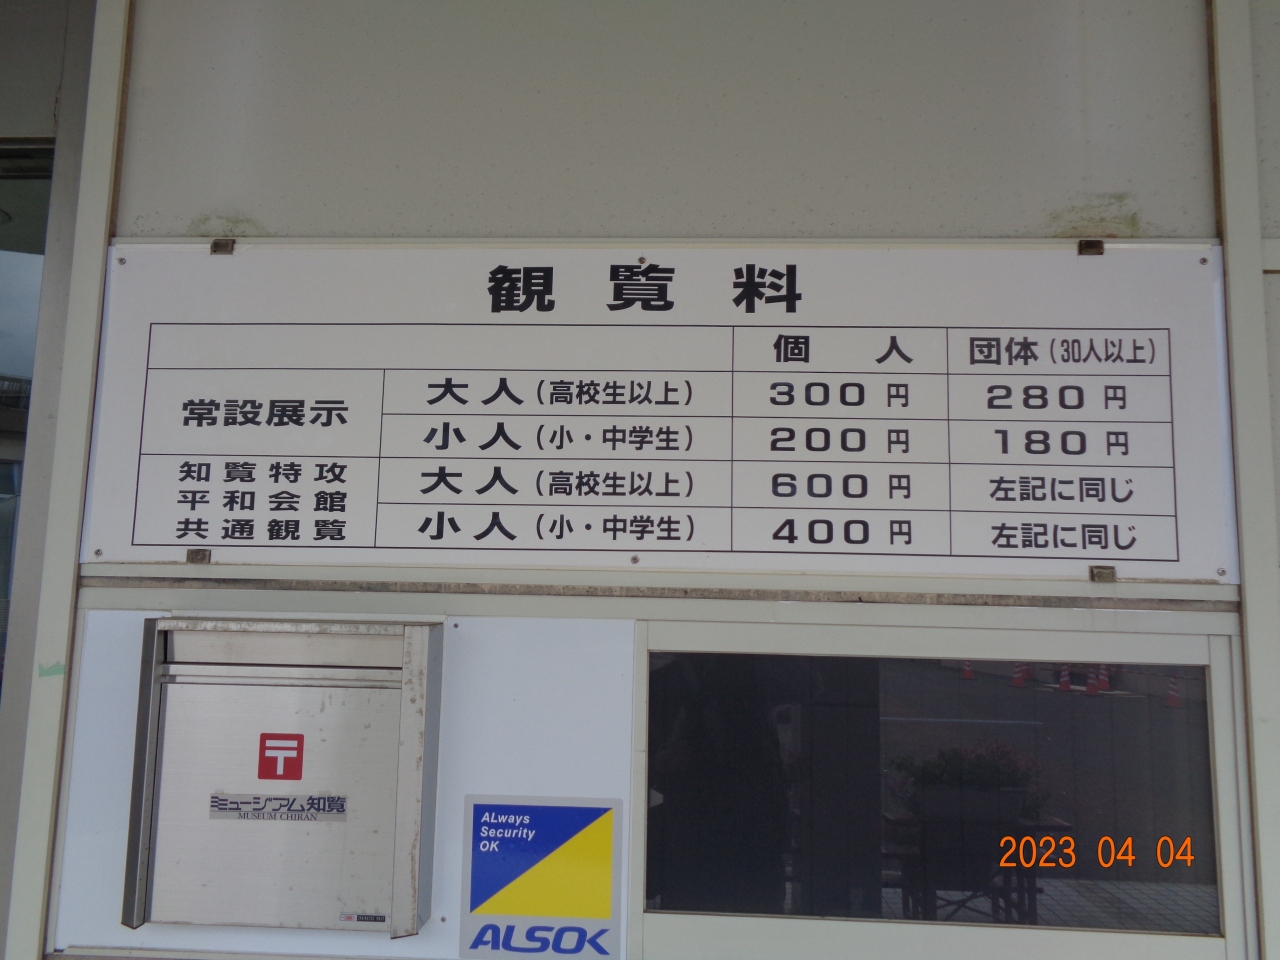 観覧料
個人 団体（30人以上）
常設展示 大人（高校生以上） 300円 280円
小人（小・中学生） 200円 180円
知覧特攻
平和会館
共通観覧
大人（高校生以上） 600円 左記に同じ
小人（小・中学生） 400円 左記に同じ
〒
ミュージアム知覧
MUSEUM CHIRAN
ALways
Security
OK
ALSOK
2023 04 04